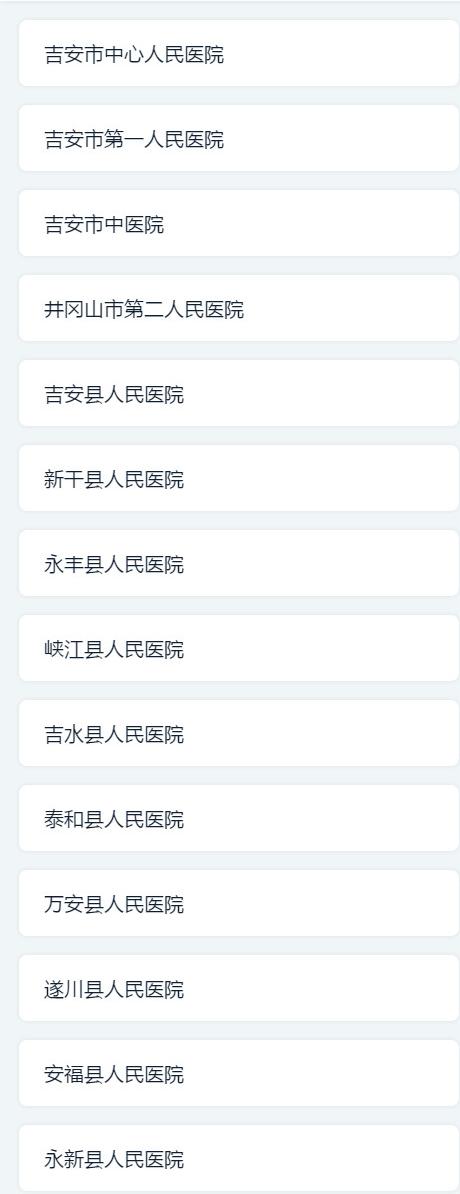 吉安市中心人民医院
吉安市第一人民医院
吉安市中医院
井冈山市第二人民医院
吉安县人民医院
新干县人民医院
永丰县人民医院
峡江县人民医院
吉水县人民医院
泰和县人民医院
万安县人民医院
遂川县人民医院
安福县人民医院
永新县人民医院